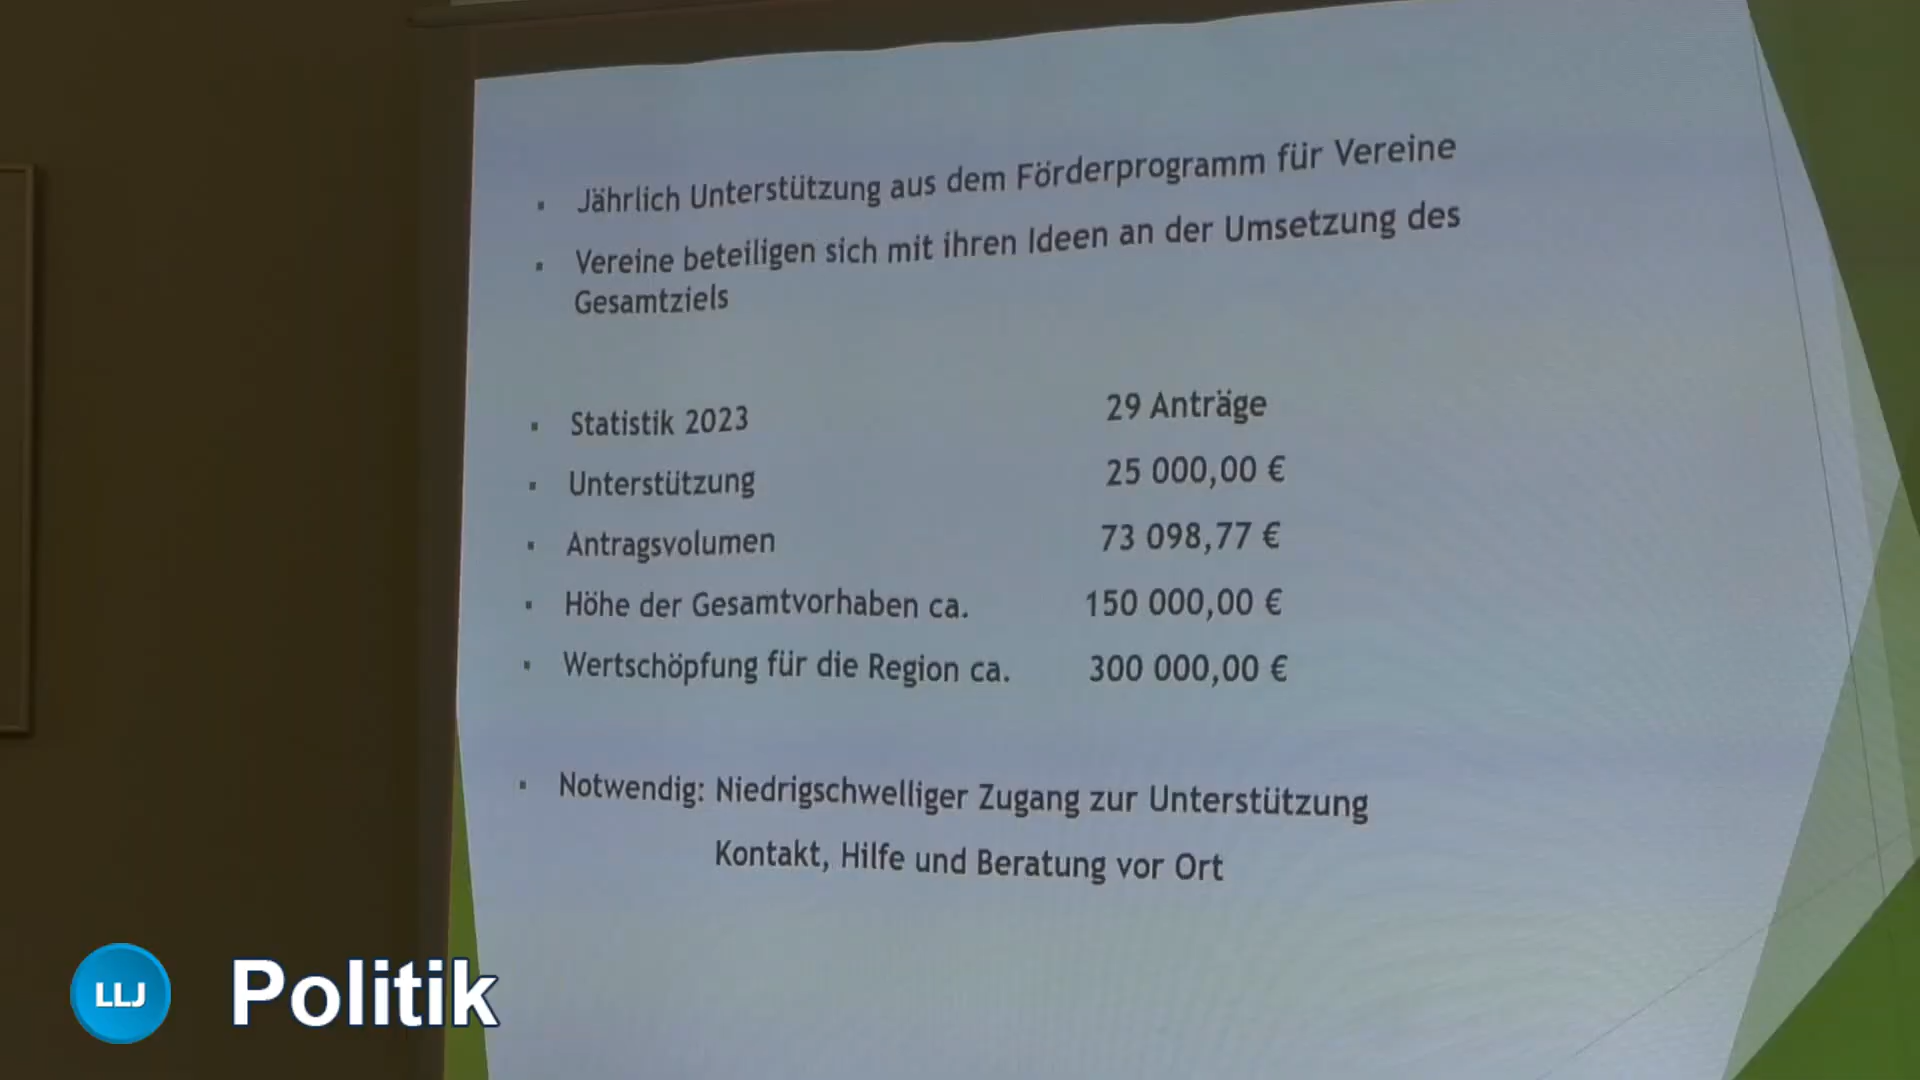 Jährlich Unterstützung aus dem Förderprogramm für Vereine
Vereine beteiligen sich mit ihren Ideen an der Umsetzung des
Gesamtziels
Statistik 2023 29 Anträge
Unterstützung 25 000,00 €
Antragsvolumen 73 098,77 €
Höhe der Gesamtvorhaben ca. 150 000,00 €
Wertschöpfung für die Region ca. 300 000,00 €
Notwendig: Niedrigschwelliger Zugang zur Unterstützung
Kontakt, Hilfe und Beratung vor Ort
LLJ Politik